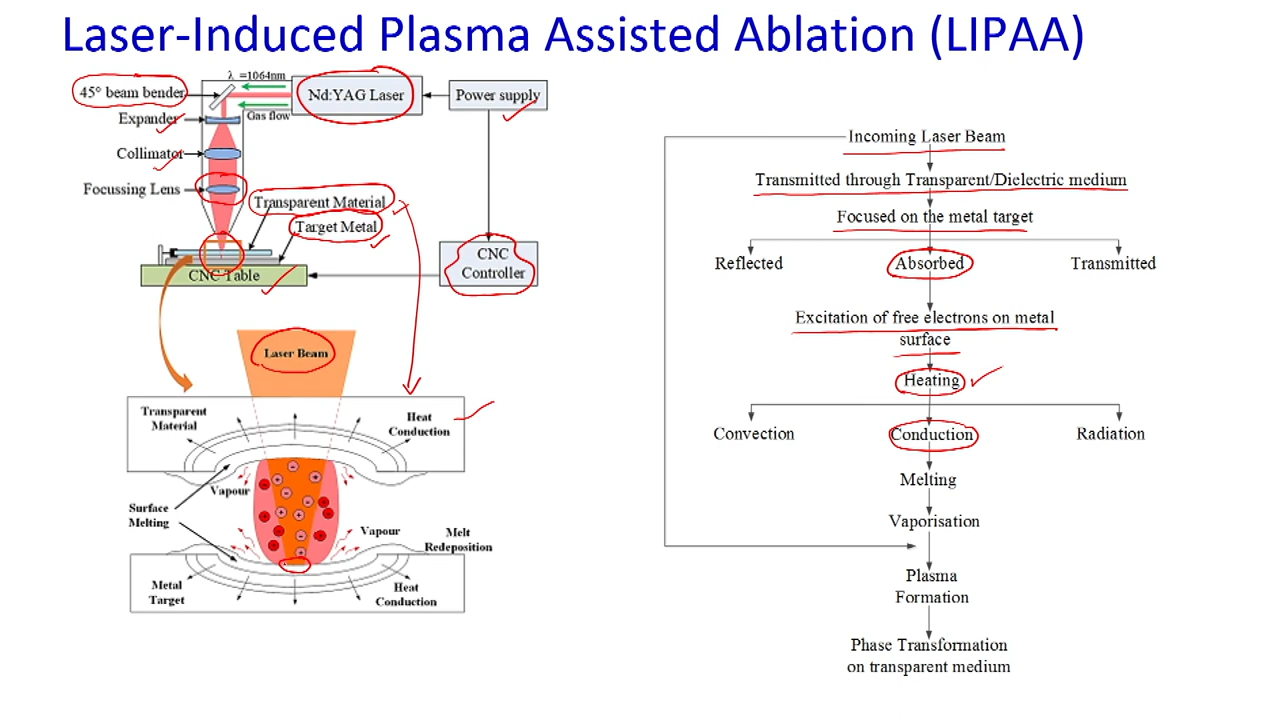 Laser-Induced Plasma Assisted Ablation (LIPAA)
λ =1064nm
45° beam bender
Nd:YAG Laser
Power supply
Expander
Gas flow
Collimator
Focussing Lens
Transparent Material
Target Metal
CNC
Controller
CNC Table
Laser Beam
Transparent
Material
Heat
Conduction
Vapour
Surface
Melting
Vapour
Melt
Redeposition
Metal
Target
Heat
Conduction
Incoming Laser Beam
Transmitted through Transparent/Dielectric medium
Focused on the metal target
Reflected
Absorbed
Transmitted
Excitation of free electrons on metal
surface
Heating
Convection
Conduction
Radiation
Melting
Vaporisation
Plasma
Formation
Phase Transformation
on transparent medium